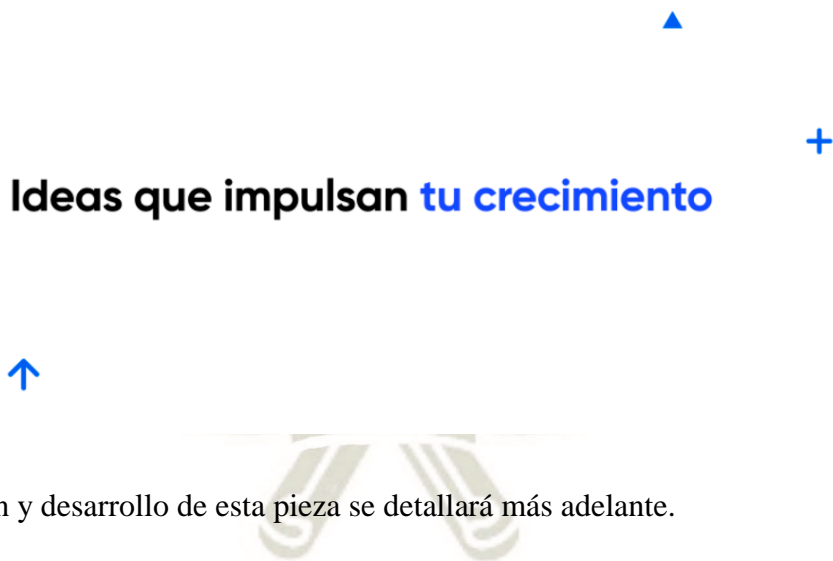 Ideas que impulsan tu crecimiento
y desarrollo de esta pieza se detallará más adelante.